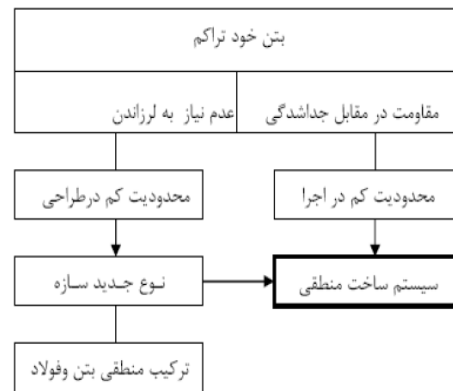 بتن خود تراکم
مقاومت در مقابل جداشدگی
عدم نیاز به لرزاندن
محدودیت کم در اجرا
محدودیت کم درطراحی
سیستم ساخت منطقی
نوع جدید سازه
ترکیب منطقی بتن وفولاد